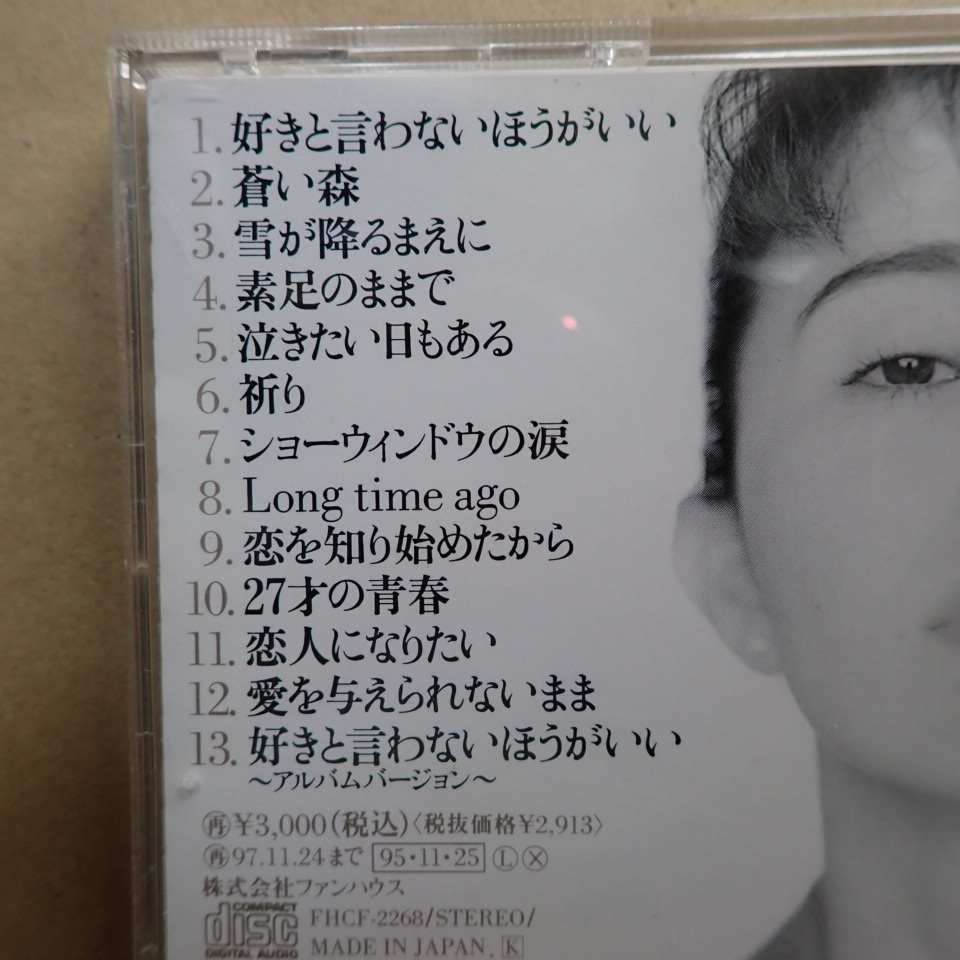 1. 好きと言わないほうがいい
2. 蒼い森
3. 雪が降るまえに
4. 素足のままで
5. 泣きたい日もある
6. 祈り
7. ショーウィンドウの涙
8. Long time ago
9. 恋を知り始めたから
10. 27才の青春
11. 恋人になりたい
12. 愛を与えられないまま
13. 好きと言わないほうがいい
〜アルバムバージョン〜
㊢¥3,000(税込)〈税抜価格¥2,913〉
97.11.24まで 95・11・25 Ⓛ ⓧ
株式会社ファンハウス
COMPACT
disc
DIGITAL AUDIO
FHCF-2268/STEREO/
MADE IN JAPAN, K